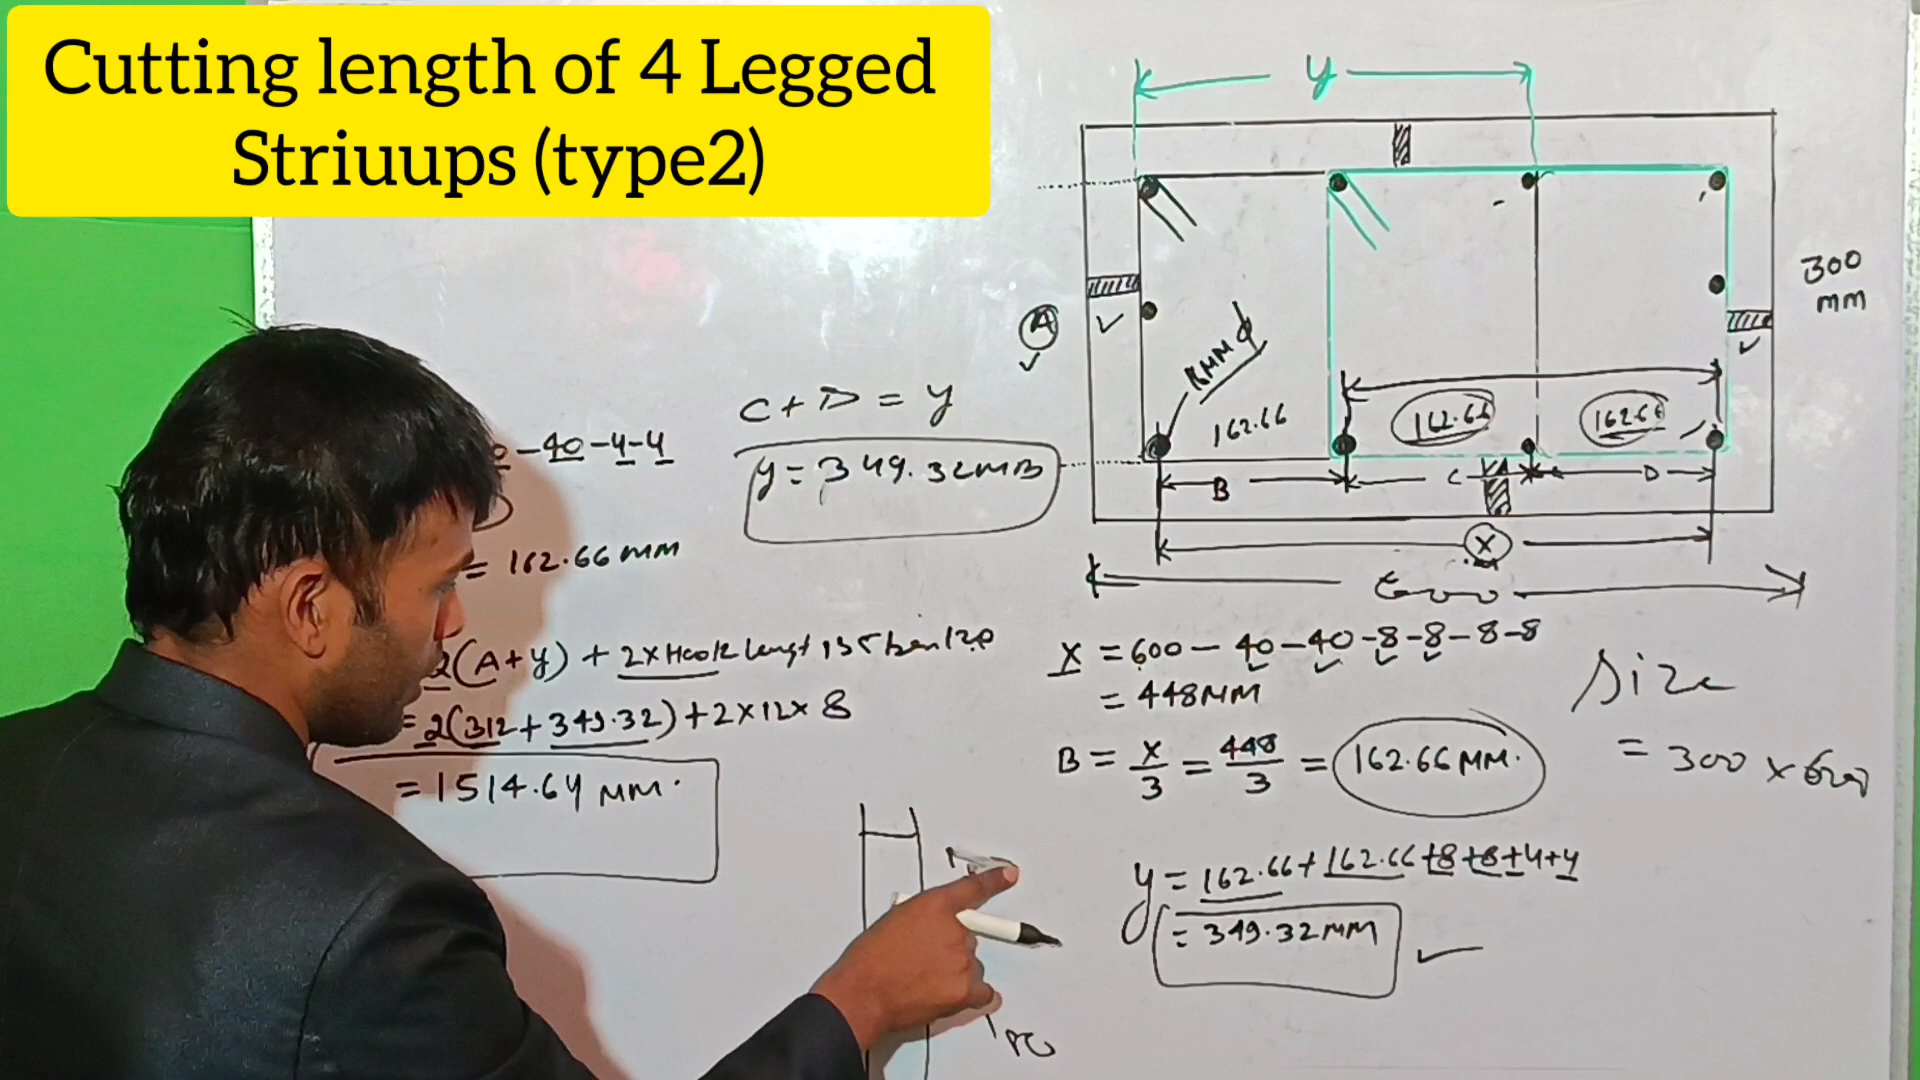 Cutting length of 4 Legged
Striuups (type2)
y
300
mm
A
8MM φ
162.66
162.66
162.66
B
C
D
X
600
C + D = y
y = 349.32MM
- 40 - 4 - 4
= 162.66 mm
2(A+y) + 2xHook length 135 ben
= 2(312+349.32) + 2x12x 8
= 1514.64 MM.
X = 600 - 40 - 40 - 8 - 8 - 8 - 8
= 448MM
B = X/3 = 448/3 = 162.66 MM.
Size
= 300 x 600
y = 162.66 + 162.66 + 8 + 8 + 4 + 4
= 349.32MM